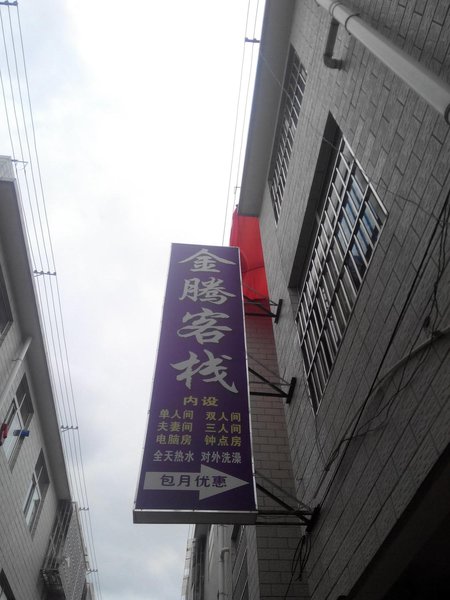 金腾客栈
内设
单人间 双人间
夫妻间 三人间
电脑房 钟点房
全天热水 对外洗澡
包月优惠